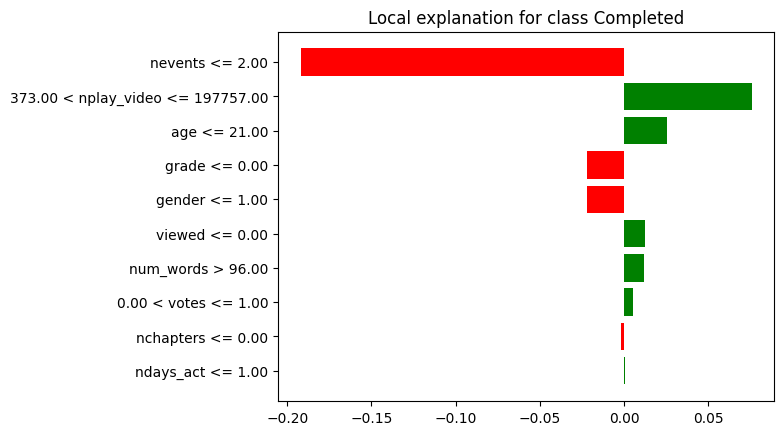 Local explanation for class Completed
nevents <= 2.00
373.00 < nplay_video <= 197757.00
age <= 21.00
grade <= 0.00
gender <= 1.00
viewed <= 0.00
num_words > 96.00
0.00 < votes <= 1.00
nchapters <= 0.00
ndays_act <= 1.00
−0.20 −0.15 −0.10 −0.05 0.00 0.05